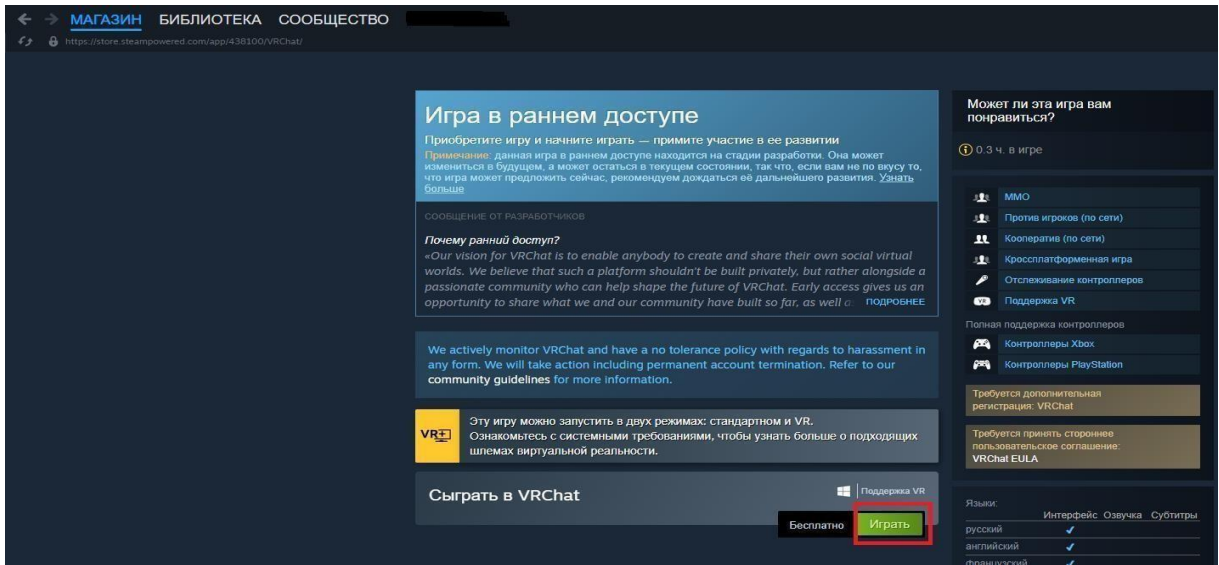 МАГАЗИН БИБЛИОТЕКА СООБЩЕСТВО
https://store.steampowered.com/app/438100/VRChat/
Игра в раннем доступе
Приобретите игру и начните играть — примите участие в ее развитии
Примечание: данная игра в раннем доступе находится на стадии разработки. Она может
измениться в будущем, а может остаться в текущем состоянии, так что, если вам не по вкусу то,
что игра может предложить сейчас, рекомендуем дождаться её дальнейшего развития. Узнать
больше
СООБЩЕНИЕ ОТ РАЗРАБОТЧИКОВ
Почему ранний доступ?
«Our vision for VRChat is to enable anybody to create and share their own social virtual
worlds. We believe that such a platform shouldn't be built privately, but rather alongside a
passionate community who can help shape the future of VRChat. Early access gives us an
opportunity to share what we and our community have built so far, as well a ПОДРОБНЕЕ
We actively monitor VRChat and have a no tolerance policy with regards to harassment in
any form. We will take action including permanent account termination. Refer to our
community guidelines for more information.
VR
Эту игру можно запустить в двух режимах: стандартном и VR.
Ознакомьтесь с системными требованиями, чтобы узнать больше о подходящих
шлемах виртуальной реальности.
Сыграть в VRChat
Поддержка VR
Бесплатно Играть
Может ли эта игра вам
понравиться?
0.3 ч. в игре
MMO
Против игроков (по сети)
Кооператив (по сети)
Кроссплатформенная игра
Отслеживание контроллеров
VR Поддержка VR
Полная поддержка контроллеров
Контроллеры Xbox
Контроллеры PlayStation
Требуется дополнительная
регистрация: VRChat
Требуется принять стороннее
пользовательское соглашение:
VRChat EULA
Языки:
Интерфейс Озвучка Субтитры
русский ✔
английский ✔
французский ✔